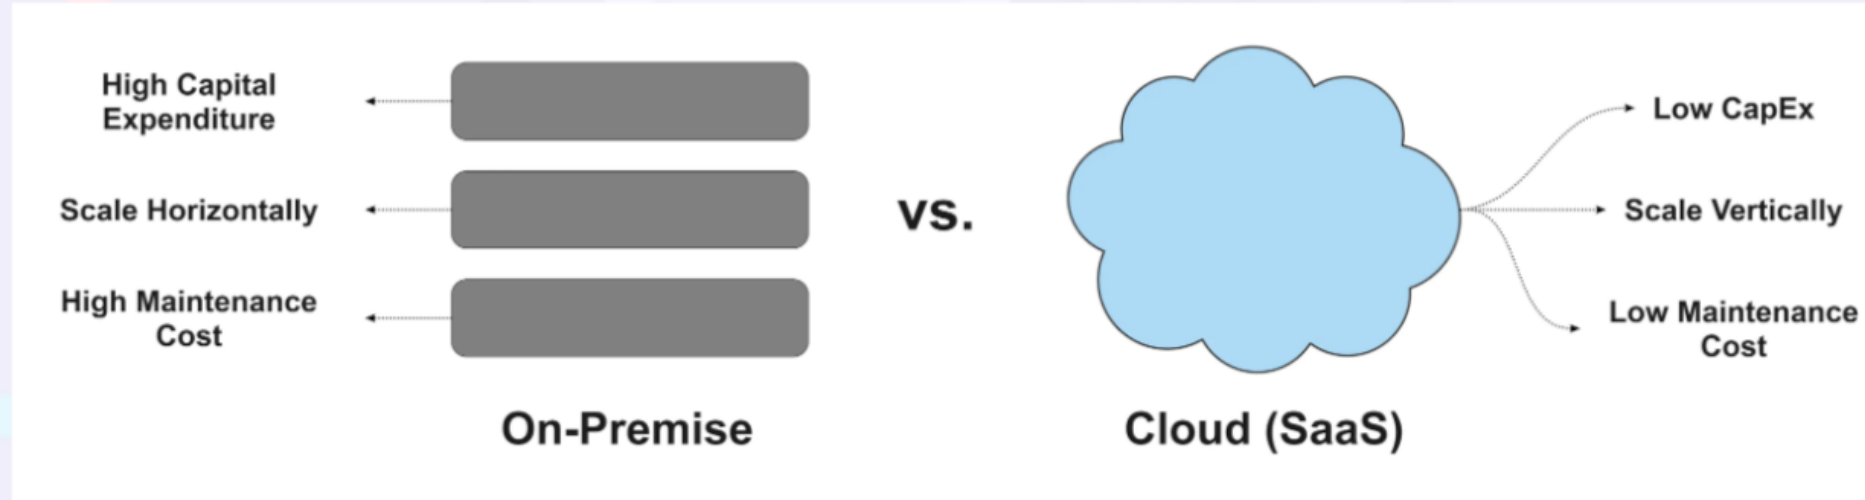 High Capital
Expenditure
Scale Horizontally
High Maintenance
Cost
On-Premise
vs.
Low CapEx
Scale Vertically
Low Maintenance
Cost
Cloud (SaaS)